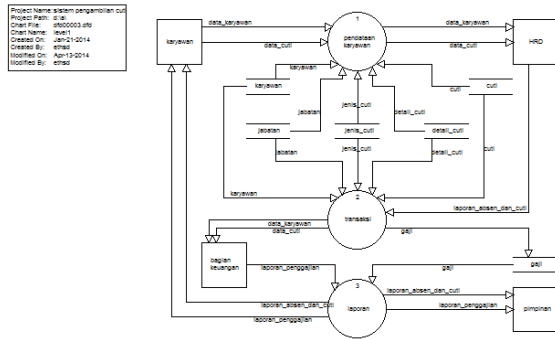 Project Name: sistem pengambilan cuti
Project Path: d:\al
Chart File: dfd00003.dfd
Chart Name: level1
Created On: Jan-21-2014
Created By: ethsd
Modified On: Apr-13-2014
Modified By: ethsd
karyawan
data_karyawan
data_cuti
1
pendataan
karyawan
data_karyawan
data_cuti
HRD
karyawan
karyawan
jabatan
jabatan
jabatan
jenis_cuti
jenis_cuti
jenis_cuti
detail_cuti
detail_cuti
detail_cuti
cuti
cuti
cuti
karyawan
2
transaksi
laporan_absen_dan_cuti
data_karyawan
data_cuti
gaji
bagian
keuangan
laporan_penggajian
gaji
gaji
3
laporan
laporan_absen_dan_cuti
laporan_penggajian
laporan_absen_dan_cuti
laporan_penggajian
pimpinan